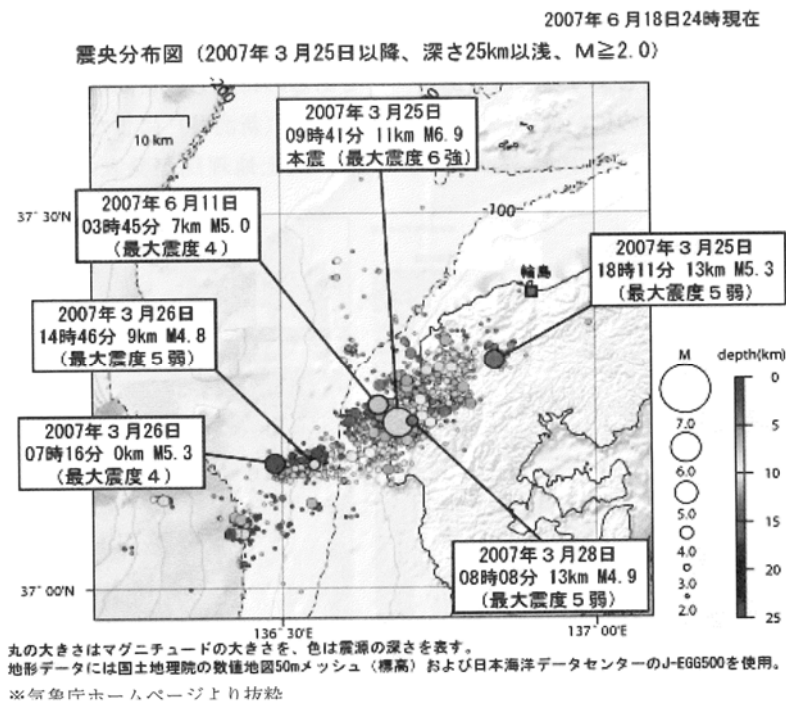 2007年6月18日24時現在
震央分布図（2007年3月25日以降、深さ25km以浅、M≧2.0）
200
10 km
2007年3月25日
09時41分 11km M6.9
本震（最大震度6強）
2007年6月11日
03時45分 7km M5.0
（最大震度4）
37° 30'N
100
2007年3月25日
18時11分 13km M5.3
（最大震度5弱）
輪島
2007年3月26日
14時46分 9km M4.8
（最大震度5弱）
2007年3月26日
07時16分 0km M5.3
（最大震度4）
M
7.0
6.0
5.0
4.0
3.0
2.0
depth(km)
0
5
10
15
20
25
2007年3月28日
08時08分 13km M4.9
（最大震度5弱）
37° 00'N
136° 30'E
137° 00'E
丸の大きさはマグニチュードの大きさを、色は震源の深さを表す。
地形データには国土地理院の数値地図50mメッシュ（標高）および日本海洋データセンターのJ-EGG500を使用。
※気象庁ホームページより抜粋